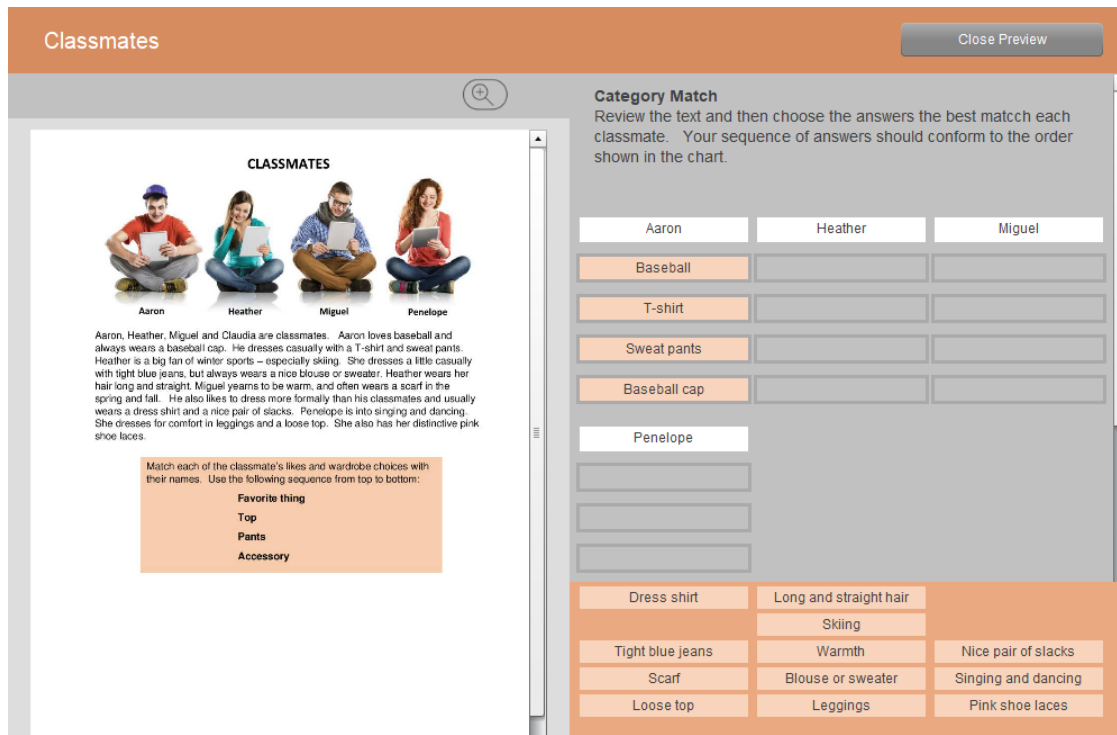 Classmates
Close Preview
CLASSMATES
Aaron
Heather
Miguel
Penelope
Aaron, Heather, Miguel and Claudia are classmates. Aaron loves baseball and
always wears a baseball cap. He dresses casually with a T-shirt and sweat pants.
Heather is a big fan of winter sports – especially skiing. She dresses a little casually
with tight blue jeans, but always wears a nice blouse or sweater. Heather wears her
hair long and straight. Miguel yearns to be warm, and often wears a scarf in the
spring and fall. He also likes to dress more formally than his classmates and usually
wears a dress shirt and a nice pair of slacks. Penelope is into singing and dancing.
She dresses for comfort in leggings and a loose top. She also has her distinctive pink
shoe laces.
Match each of the classmate's likes and wardrobe choices with
their names. Use the following sequence from top to bottom:
Favorite thing
Top
Pants
Accessory
Category Match
Review the text and then choose the answers the best matcch each
classmate. Your sequence of answers should conform to the order
shown in the chart.
Aaron
Heather
Miguel
Baseball
T-shirt
Sweat pants
Baseball cap
Penelope
Dress shirt
Long and straight hair
Skiing
Tight blue jeans
Warmth
Nice pair of slacks
Scarf
Blouse or sweater
Singing and dancing
Loose top
Leggings
Pink shoe laces